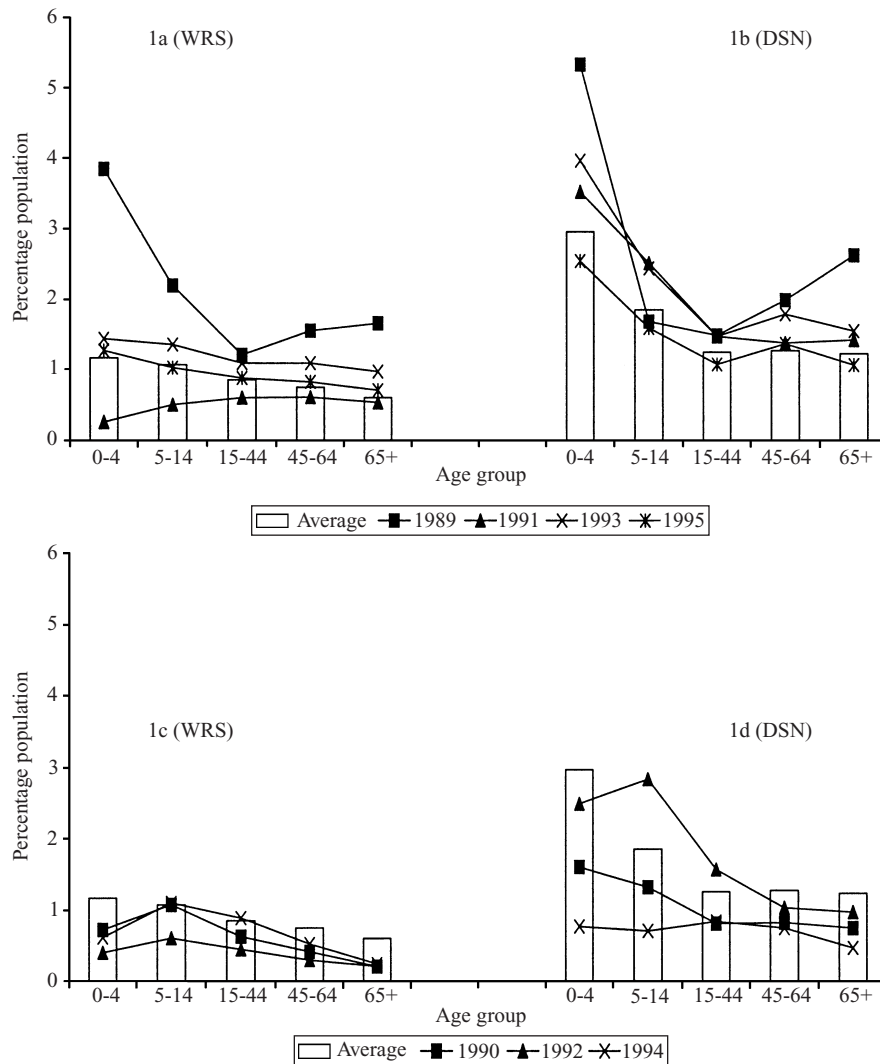 6
1a (WRS)
1b (DSN)
5
4
3
2
1
0
Percentage population
0-4 5-14 15-44 45-64 65+ 0-4 5-14 15-44 45-64 65+
Age group
Average 1989 1991 1993 1995
6
5
4
1c (WRS)
1d (DSN)
3
2
1
0
Percentage population
0-4 5-14 15-44 45-64 65+ 0-4 5-14 15-44 45-64 65+
Age group
Average 1990 1992 1994